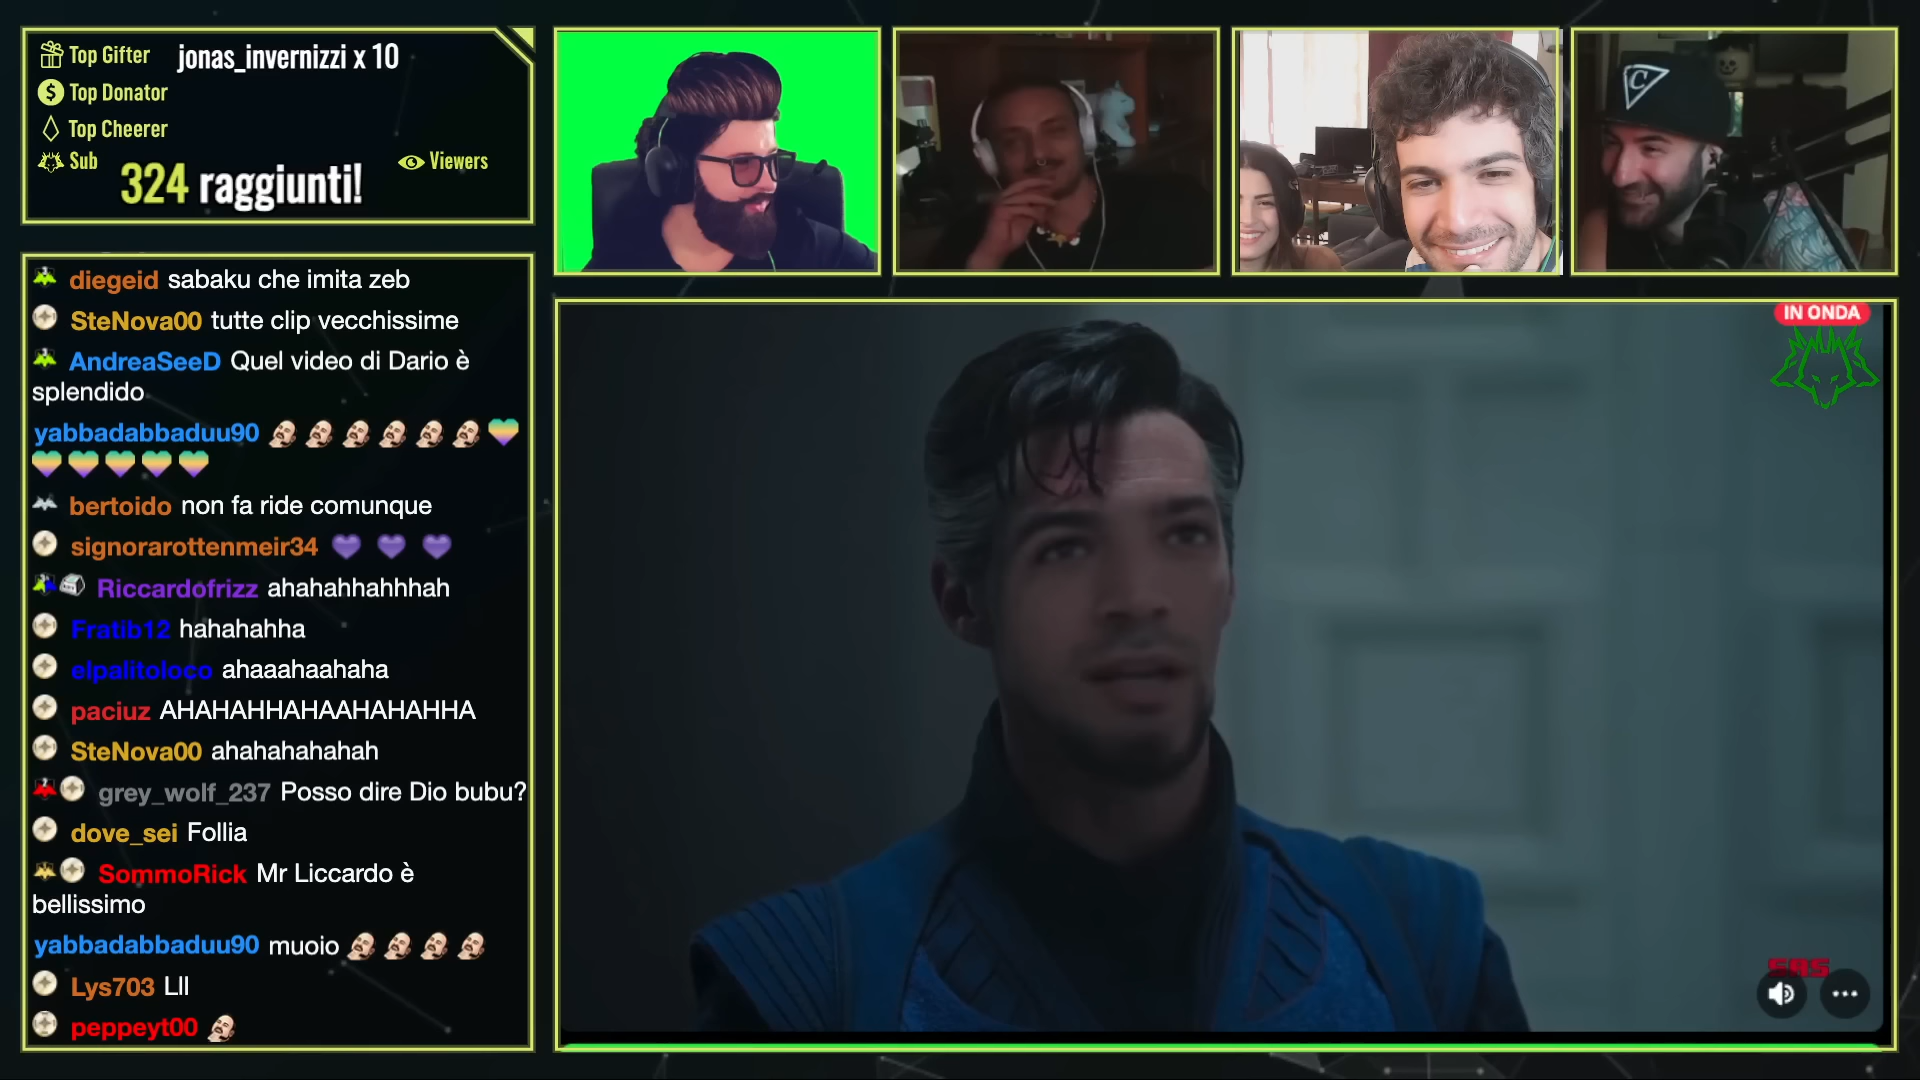 Top Gifter jonas_invernizzi x 10
Top Donator
Top Cheerer
Sub
324 raggiunti!
Viewers
diegeid sabaku che imita zeb
SteNova00 tutte clip vecchissime
AndreaSeeD Quel video di Dario è
splendido
yabbadabbaduu90
bertoido non fa ride comunque
signorarottenmeir34
Riccardofrizz ahahahhahhhah
Fratib12 hahahahha
elpalitoloco ahaaahaahaha
paciuz AHAHAHHAHAAHAHAHHA
SteNova00 ahahahahahah
grey_wolf_237 Posso dire Dio bubu?
dove_sei Follia
SommoRick Mr Liccardo è
bellissimo
yabbadabbaduu90 muoio
Lys703 Lll
peppeyt00
C
IN ONDA
SAS